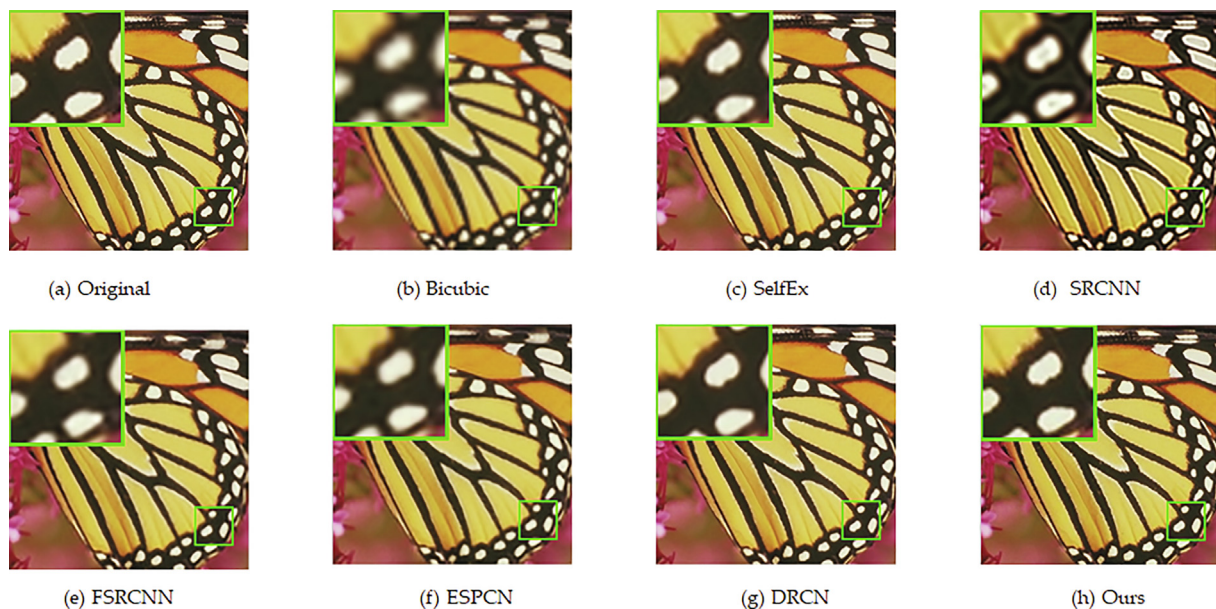 (a) Original
(b) Bicubic
(c) SelfEx
(d) SRCNN
(e) FSRCNN
(f) ESPCN
(g) DRCN
(h) Ours